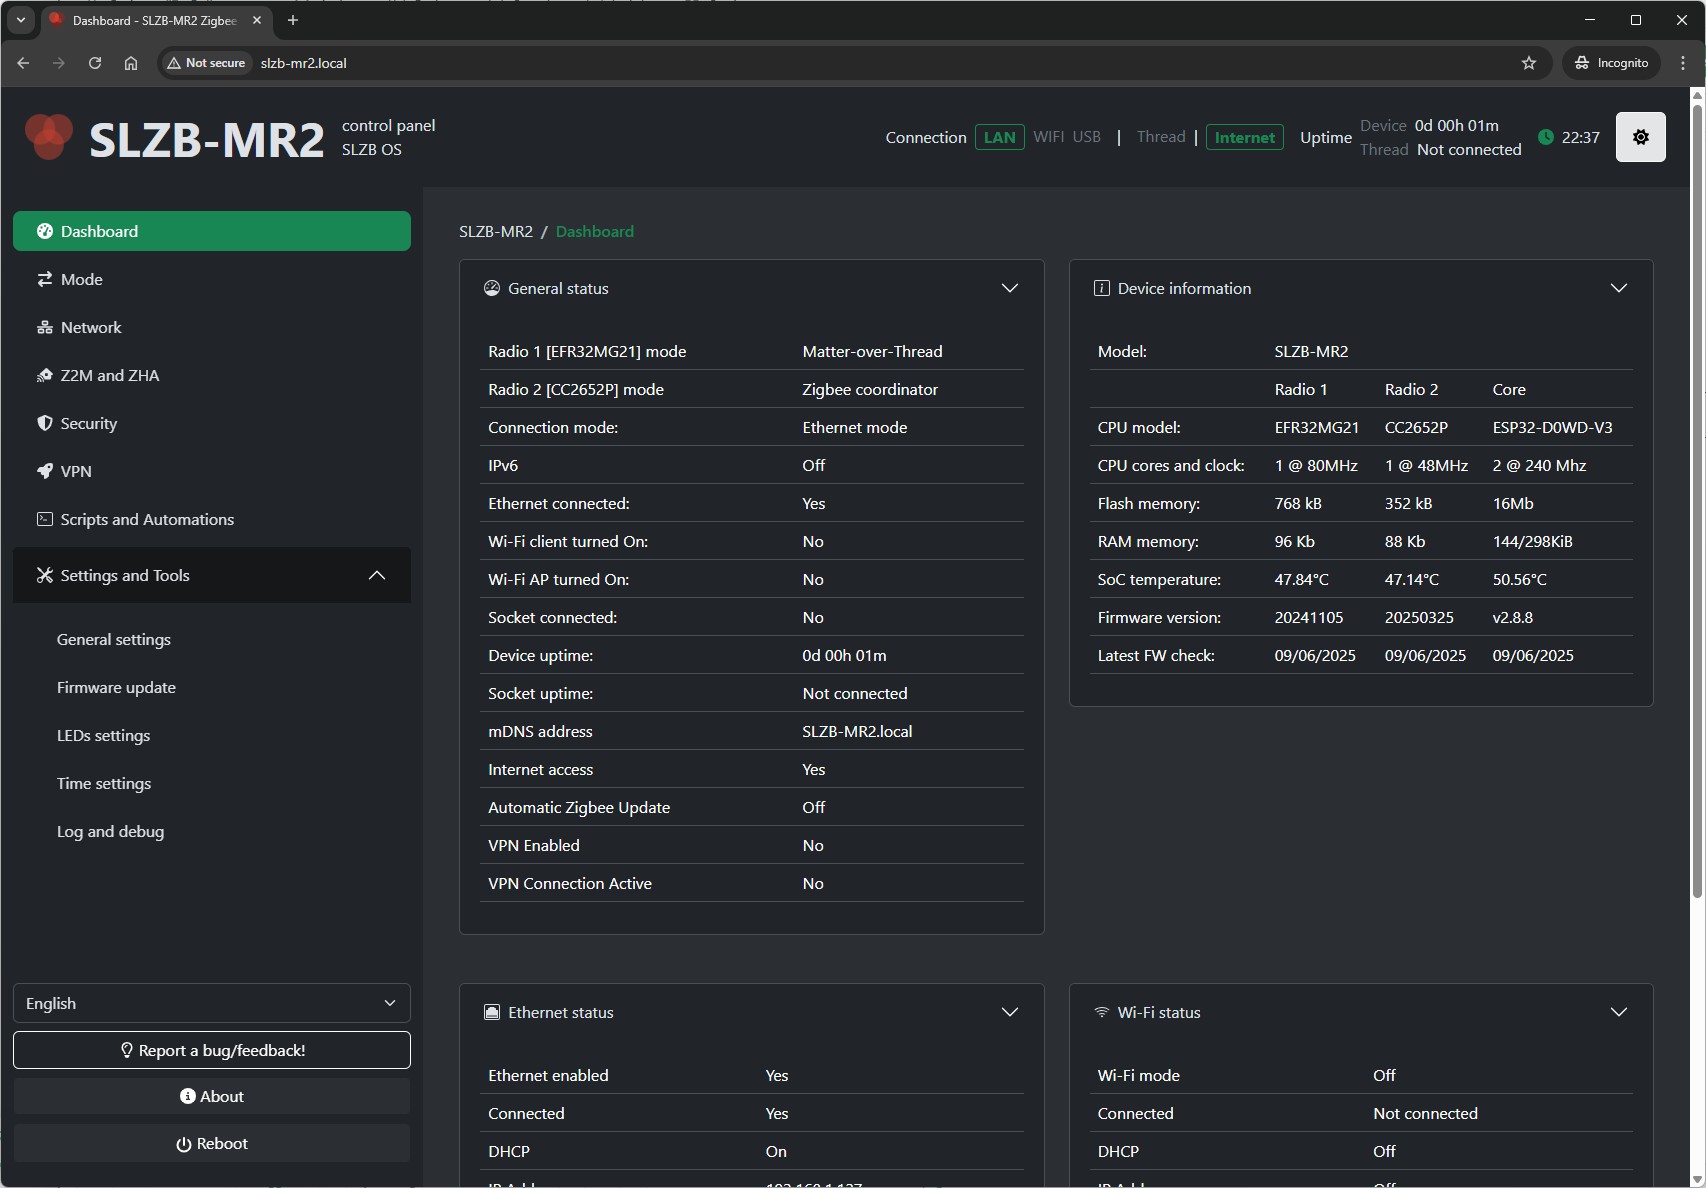 Dashboard - SLZB-MR2 Zigbee
Not secure slzb-mr2.local Incognito
SLZB-MR2
control panel
SLZB OS
Connection LAN WIFI USB | Thread | Internet Uptime
Device 0d 00h 01m
Thread Not connected
22:37
Dashboard
Mode
Network
Z2M and ZHA
Security
VPN
Scripts and Automations
Settings and Tools
General settings
Firmware update
LEDs settings
Time settings
Log and debug
English
Report a bug/feedback!
About
Reboot
SLZB-MR2 / Dashboard
General status
Radio 1 [EFR32MG21] mode Matter-over-Thread
Radio 2 [CC2652P] mode Zigbee coordinator
Connection mode: Ethernet mode
IPv6 Off
Ethernet connected: Yes
Wi-Fi client turned On: No
Wi-Fi AP turned On: No
Socket connected: No
Device uptime: 0d 00h 01m
Socket uptime: Not connected
mDNS address SLZB-MR2.local
Internet access Yes
Automatic Zigbee Update Off
VPN Enabled No
VPN Connection Active No
Device information
Model: SLZB-MR2
Radio 1 Radio 2 Core
CPU model: EFR32MG21 CC2652P ESP32-D0WD-V3
CPU cores and clock: 1 @ 80MHz 1 @ 48MHz 2 @ 240 Mhz
Flash memory: 768 kB 352 kB 16Mb
RAM memory: 96 Kb 88 Kb 144/298KiB
SoC temperature: 47.84°C 47.14°C 50.56°C
Firmware version: 20241105 20250325 v2.8.8
Latest FW check: 09/06/2025 09/06/2025 09/06/2025
Ethernet status
Ethernet enabled Yes
Connected Yes
DHCP On
Wi-Fi status
Wi-Fi mode Off
Connected Not connected
DHCP Off